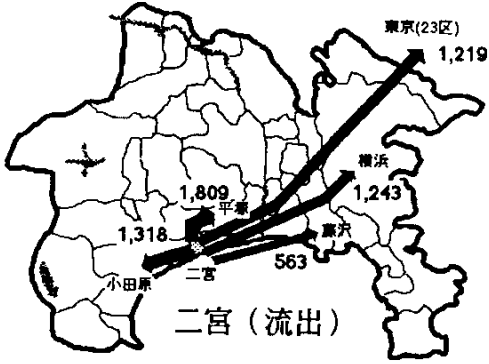 東京(23区)
1,219
横浜
1,243
1,809
平塚
1,318
藤沢
563
二宮
小田原
二宮(流出)